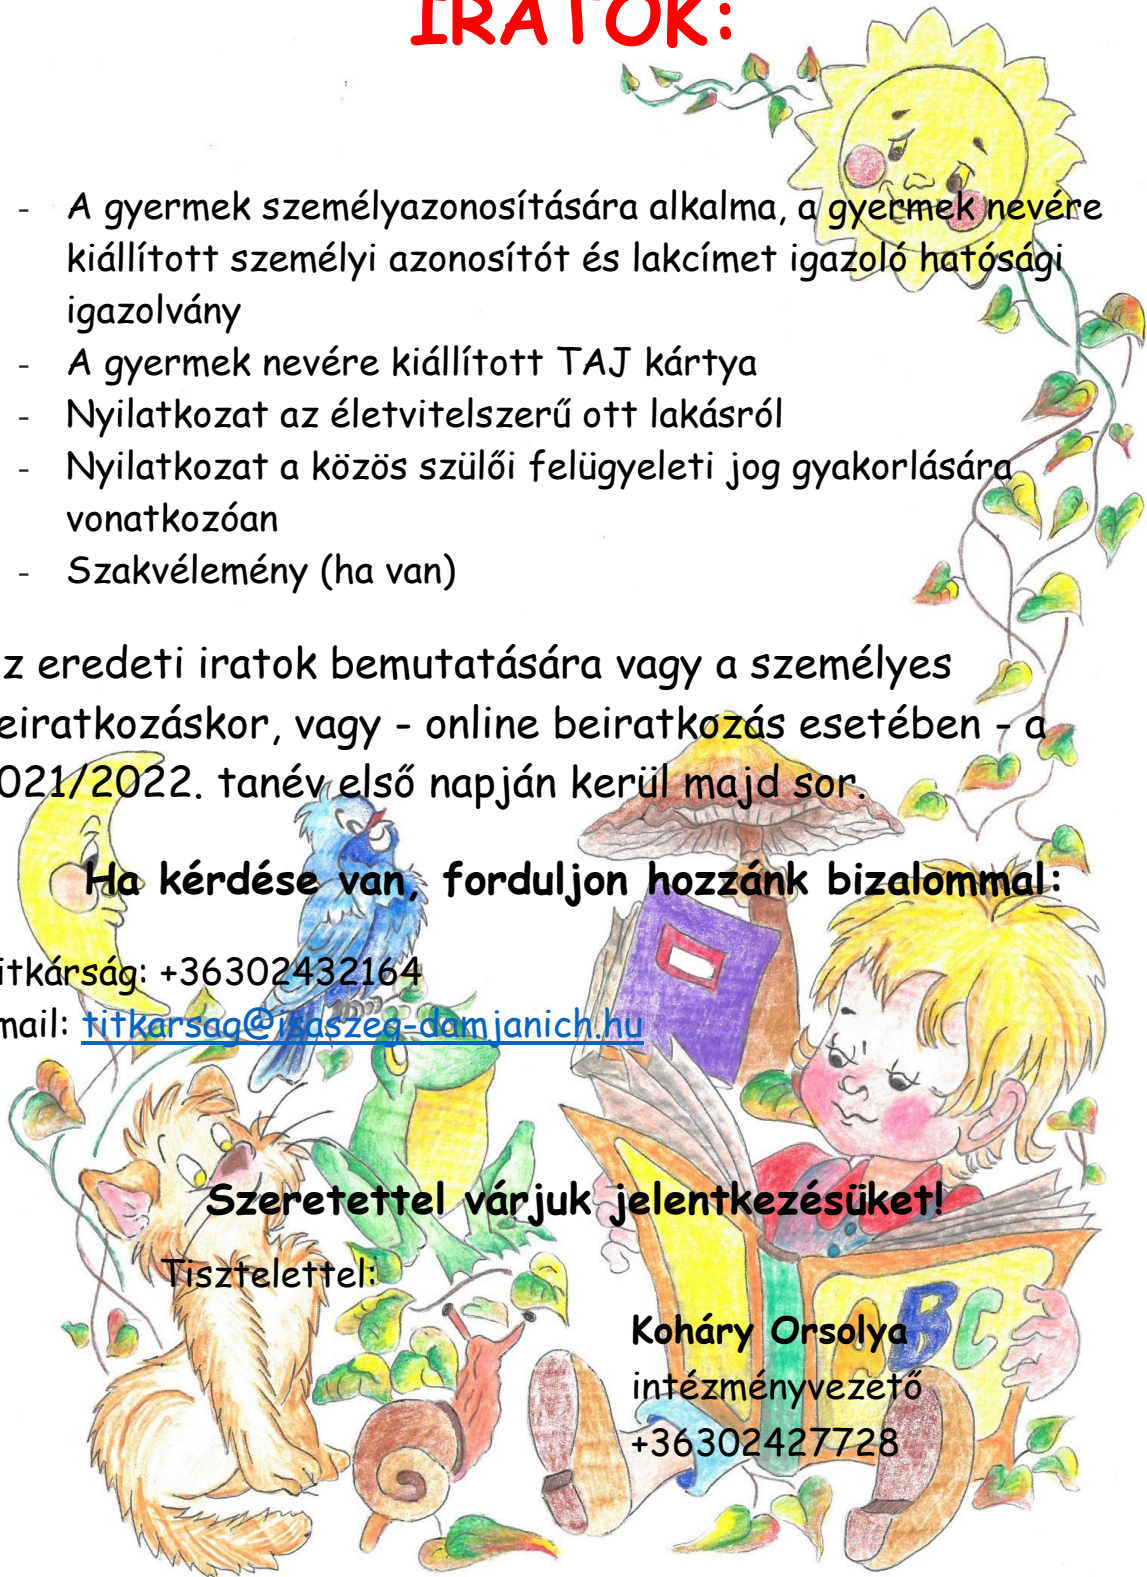 IRATOK:
- A gyermek személyazonosítására alkalma, a gyermek nevére
kiállított személyi azonosítót és lakcímet igazoló hatósági
igazolvány
- A gyermek nevére kiállított TAJ kártya
- Nyilatkozat az életvitelszerű ott lakásról
- Nyilatkozat a közös szülői felügyeleti jog gyakorlására
vonatkozóan
- Szakvélemény (ha van)
z eredeti iratok bemutatására vagy a személyes
eiratkozáskor, vagy - online beiratkozás esetében - a
021/2022. tanév első napján kerül majd sor.
Ha kérdése van, forduljon hozzánk bizalommal:
itkárság: +36302432164
mail: titkarsag@isaszeg-damjanich.hu
Szeretettel várjuk jelentkezésüket!
Tisztelettel:
Koháry Orsolya
intézményvezető
+36302427728
ABC